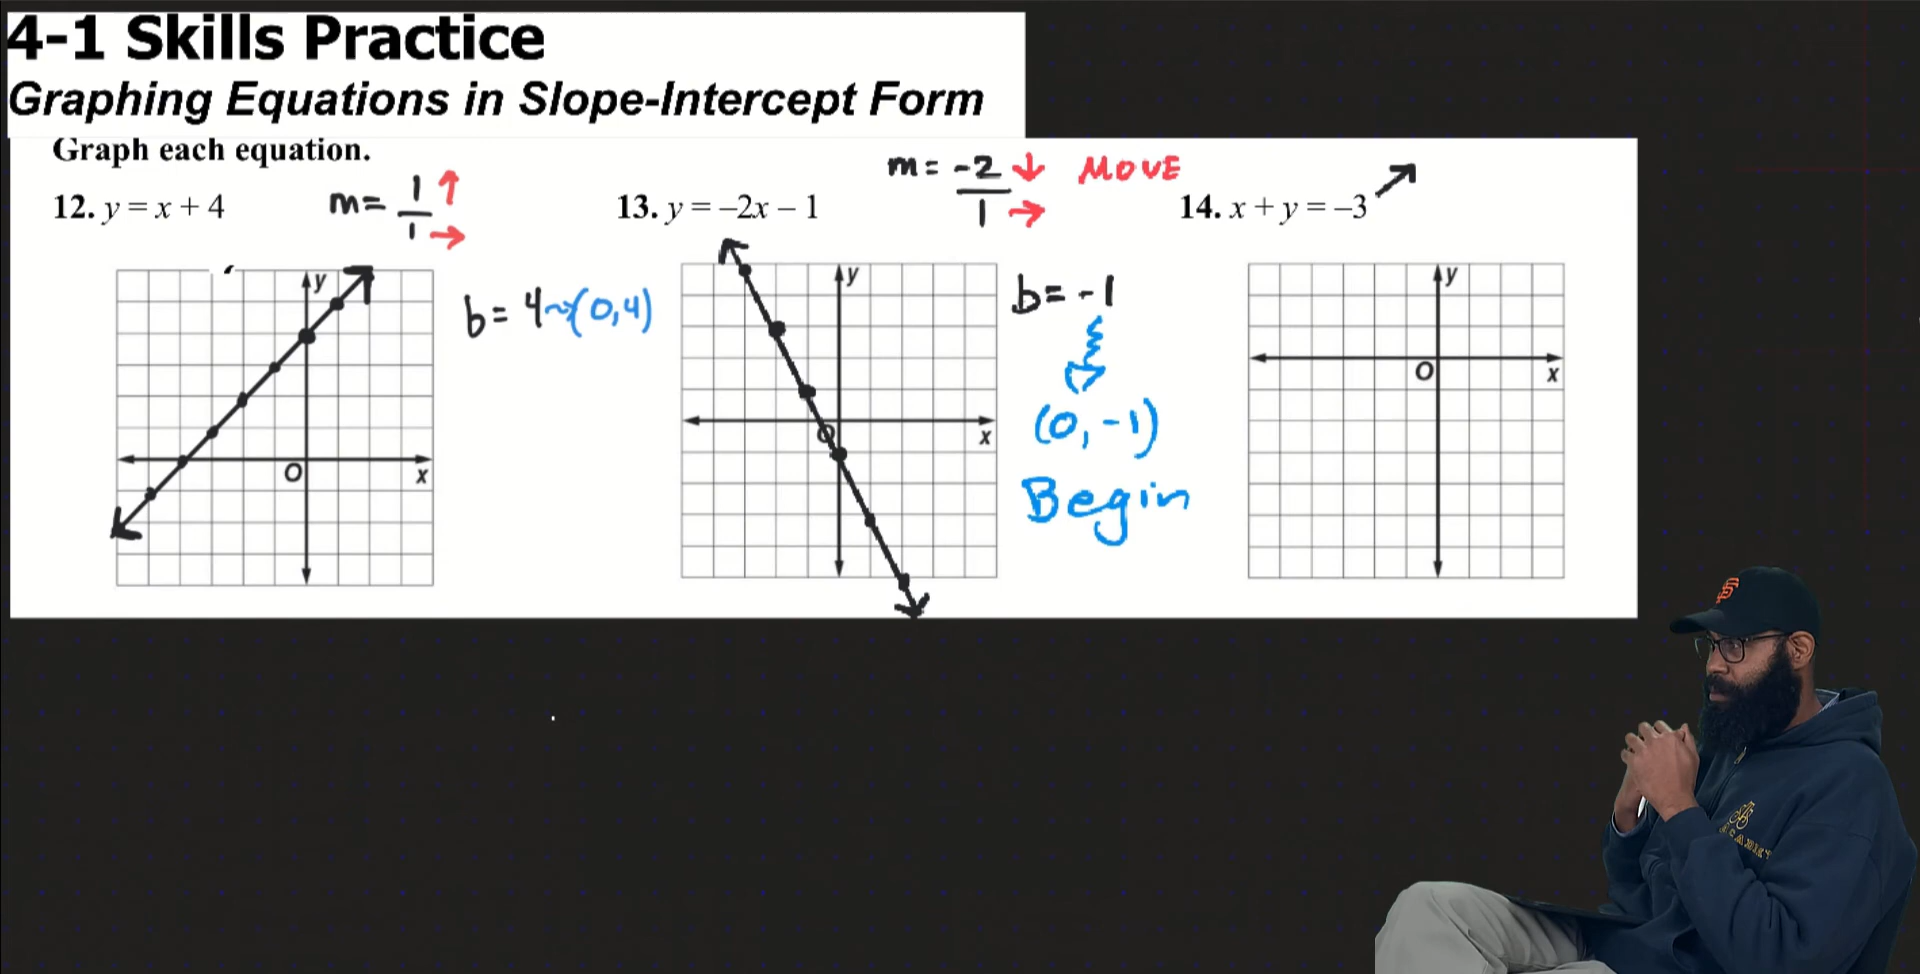 4-1 Skills Practice
Graphing Equations in Slope-Intercept Form
Graph each equation.
12. y = x + 4
m = 1/1
b = 4 ~ (0,4)
y
O
x
13. y = –2x – 1
m = -2/1
MOVE
b = -1
(0, -1)
Begin
y
O
x
14. x + y = –3
y
O
x
SF